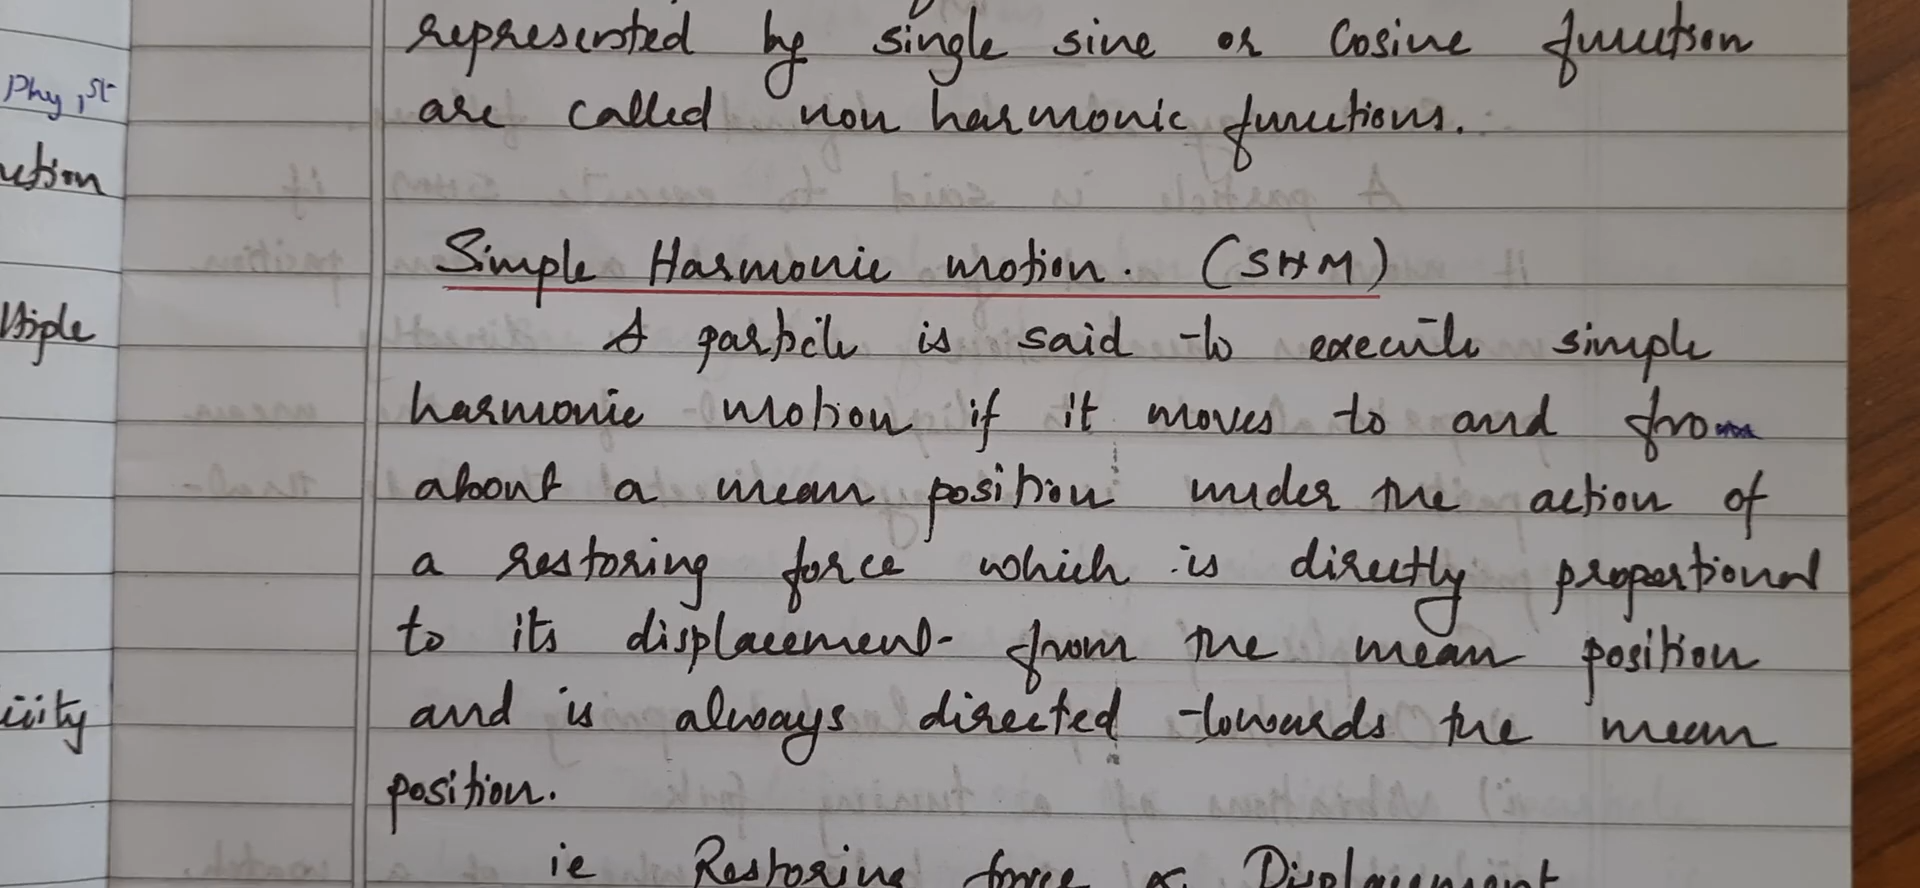 represented by single sine or Cosine function
are called non harmonic functions.
Simple Harmonic motion. (SHM)
A particle is said to execute simple
harmonic motion if it moves to and fro
about a mean position under the action of
a restoring force which is directly proportional
to its displacement from the mean position
and is always directed towards the mean
position.
ie Restoring force ∝ Displacement
Phy 1st